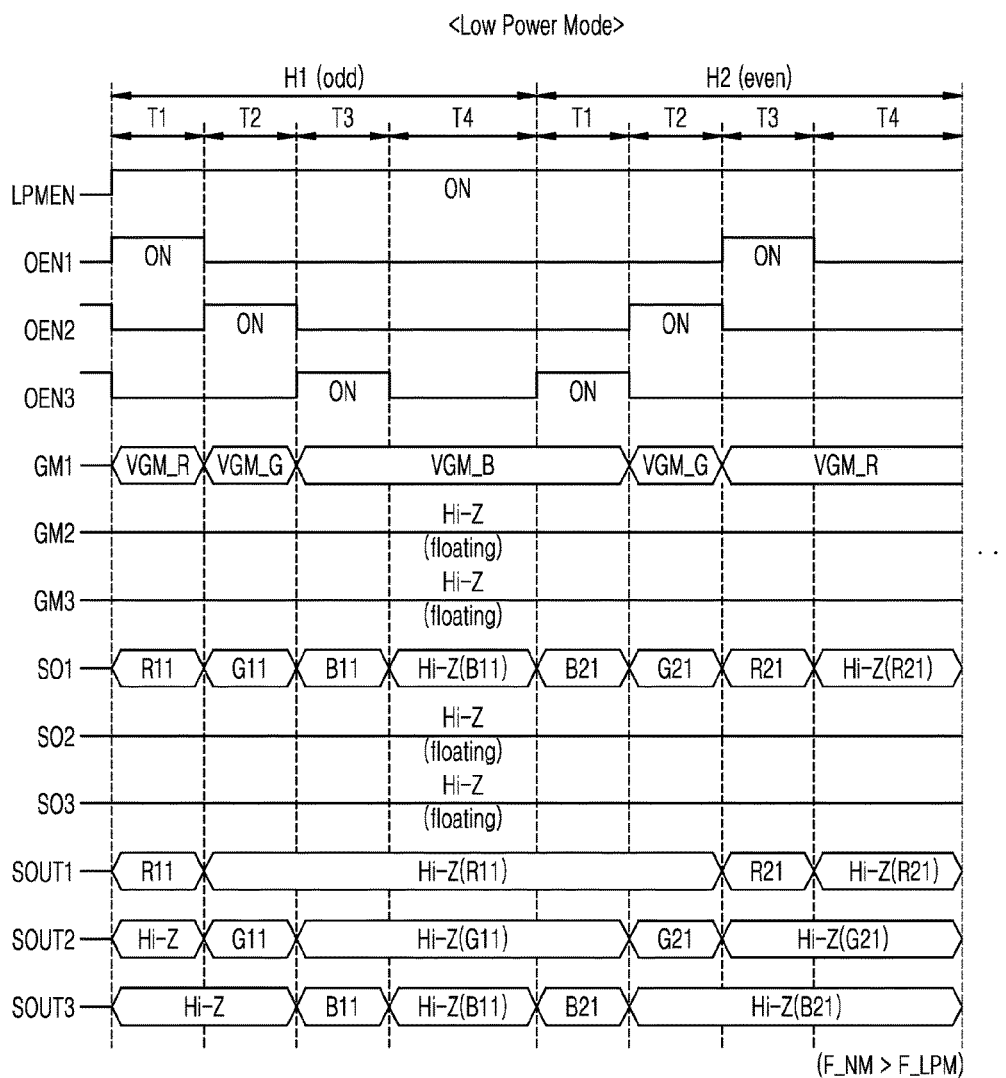 <Low Power Mode>
H1 (odd) H2 (even)
T1 T2 T3 T4 T1 T2 T3 T4
LPMEN ON
OEN1 ON ON
OEN2 ON ON
OEN3 ON ON
GM1 VGM_R VGM_G VGM_B VGM_G VGM_R
Hi-Z
GM2
(floating)
. .
Hi-Z
GM3
(floating)
SO1 R11 G11 B11 Hi-Z(B11) B21 G21 R21 Hi-Z(R21)
Hi-Z
SO2
(floating)
Hi-Z
SO3
(floating)
SOUT1 R11 Hi-Z(R11) R21 Hi-Z(R21)
SOUT2 Hi-Z G11 Hi-Z(G11) G21 Hi-Z(G21)
SOUT3 Hi-Z B11 Hi-Z(B11) B21 Hi-Z(B21)
(F_NM > F_LPM)